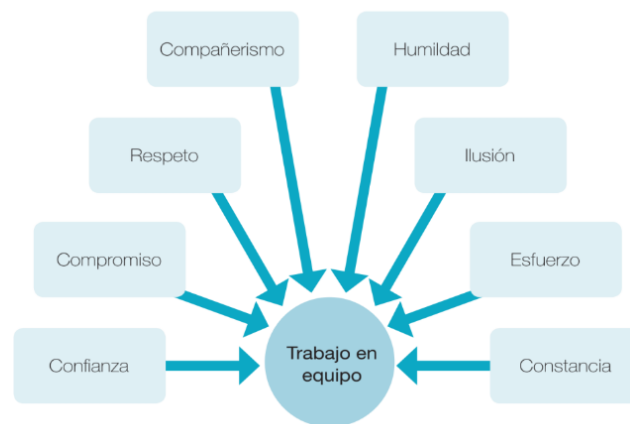 Compañerismo
Humildad
Respeto
Ilusión
Compromiso
Esfuerzo
Confianza
Trabajo en
equipo
Constancia